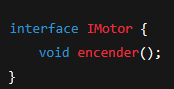 interface IMotor {
    void encender();
}